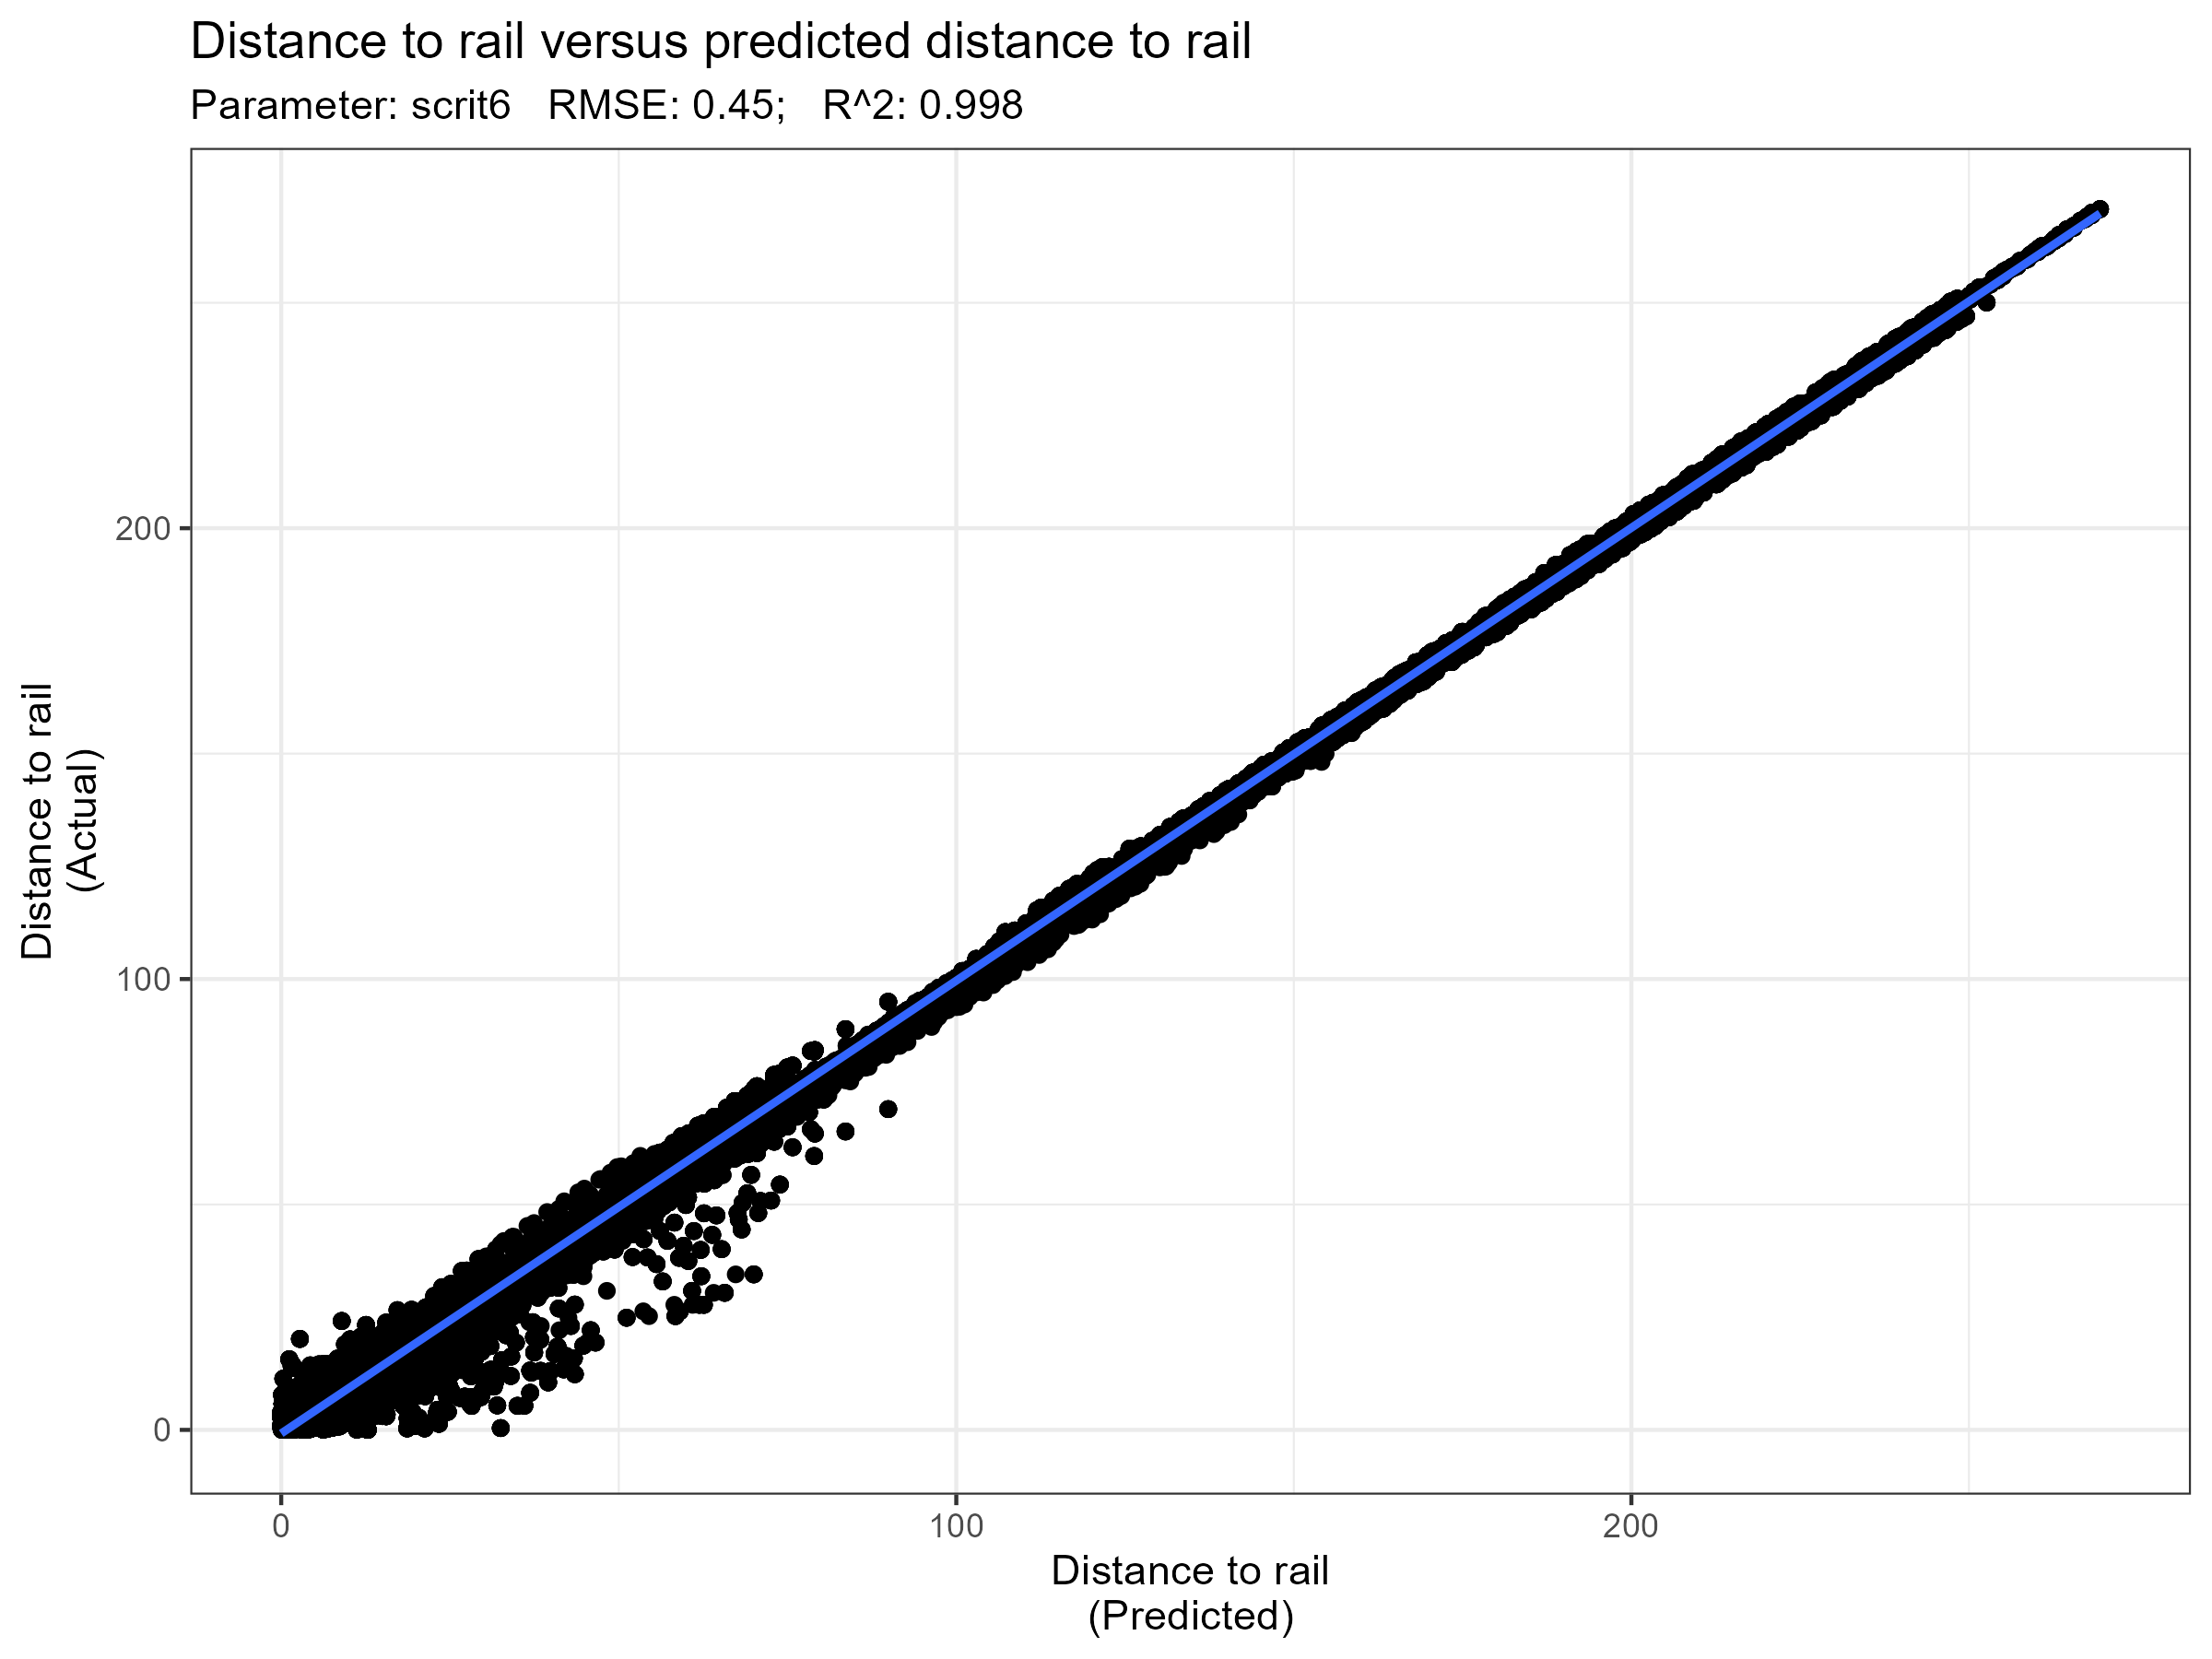 Distance to rail versus predicted distance to rail
Parameter: scrit6   RMSE: 0.45;   R^2: 0.998
Distance to rail
(Actual)
200
100
0
0
100
200
Distance to rail
(Predicted)